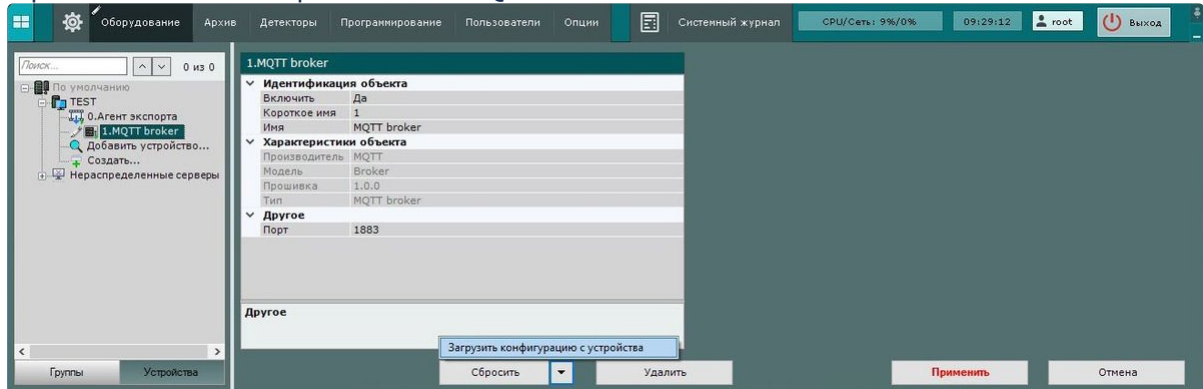 Оборудование Архив Детекторы Программирование Пользователи Опции Системный журнал CPU/Сеть: 9%/0% 09:29:12 root Выход
Поиск... 0 из 0
По умолчанию
TEST
0.Агент экспорта
1.MQTT broker
Добавить устройство...
Создать...
Нераспределенные серверы
Группы Устройства
1.MQTT broker
Идентификация объекта
Включить Да
Короткое имя 1
Имя MQTT broker
Характеристики объекта
Производитель MQTT
Модель Broker
Прошивка 1.0.0
Тип MQTT broker
Другое
Порт 1883
Другое
Загрузить конфигурацию с устройства
Сбросить Удалить Применить Отмена